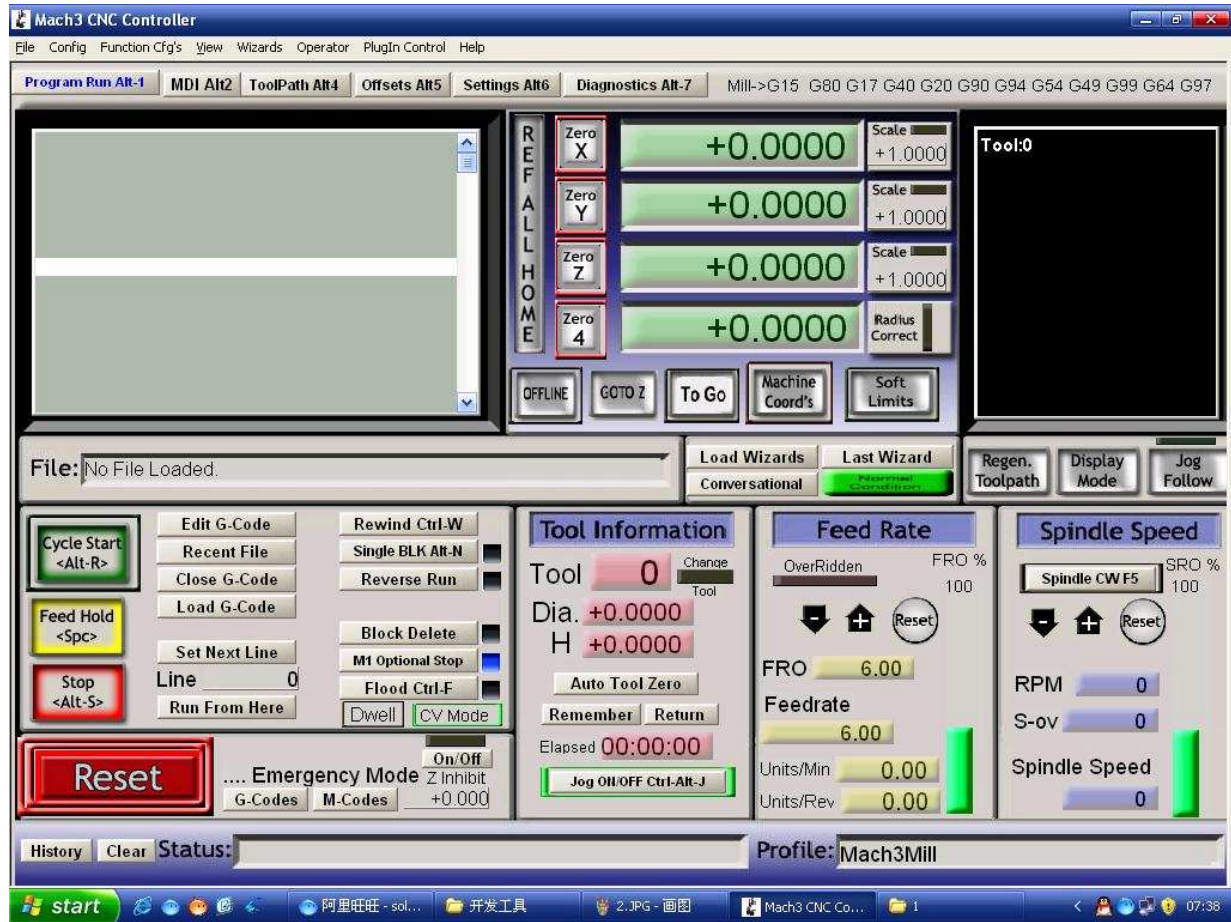 Mach3 CNC Controller
File Config Function Cfg's View Wizards Operator PlugIn Control Help
Program Run Alt-1 MDI Alt2 ToolPath Alt4 Offsets Alt5 Settings Alt6 Diagnostics Alt-7 Mill->G15 G80 G17 G40 G20 G90 G94 G54 G49 G99 G64 G97
REF ALL HOME
Zero X +0.0000 Scale +1.0000
Zero Y +0.0000 Scale +1.0000
Zero Z +0.0000 Scale +1.0000
Zero 4 +0.0000 Radius Correct
OFFLINE GOTO Z To Go Machine Coord's Soft Limits
Tool:0
File: No File Loaded.
Load Wizards Last Wizard
Conversational Normal Condition
Regen. Toolpath Display Mode Jog Follow
Cycle Start <Alt-R>
Feed Hold <Spc>
Stop <Alt-S>
Edit G-Code
Recent File
Close G-Code
Load G-Code
Set Next Line
Line 0
Run From Here
Rewind Ctrl-W
Single BLK Alt-N
Reverse Run
Block Delete
M1 Optional Stop
Flood Ctrl-F
Dwell CV Mode
Reset
.... Emergency Mode
G-Codes M-Codes
On/Off
Z Inhibit
+0.000
Tool Information
Tool 0 Change Tool
Dia. +0.0000
H +0.0000
Auto Tool Zero
Remember Return
Elapsed 00:00:00
Jog ON/OFF Ctrl-Alt-J
Feed Rate
OverRidden FRO %
100
Reset
FRO 6.00
Feedrate
6.00
Units/Min 0.00
Units/Rev 0.00
Spindle Speed
Spindle CW F5 SRO %
100
Reset
RPM 0
S-ov 0
Spindle Speed
0
History Clear Status: Profile: Mach3Mill
start 阿里旺旺 - sol... 开发工具 2.JPG - 画图 Mach3 CNC Co... 1 07:38